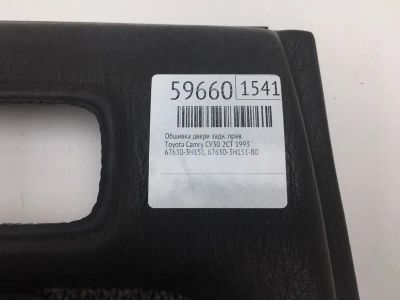 59660 1541
Обшивка двери задн. прав.
Toyota Camry CV30 2CT 1993
67630-3H151, 67630-3H151-B0